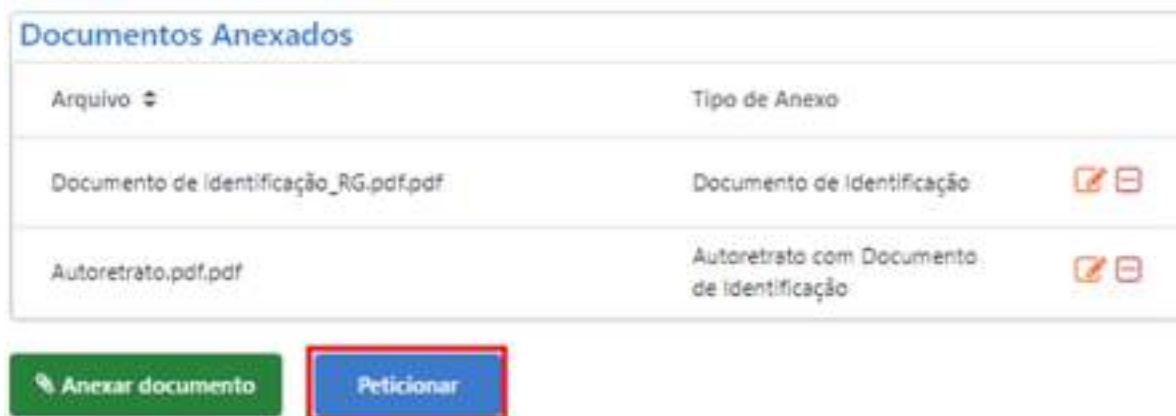 Documentos Anexados
Arquivo Tipo de Anexo
Documento de Identificação_RG.pdf.pdf Documento de Identificação
Autoretrato.pdf.pdf Autoretrato com Documento
de Identificação
Anexar documento Peticionar